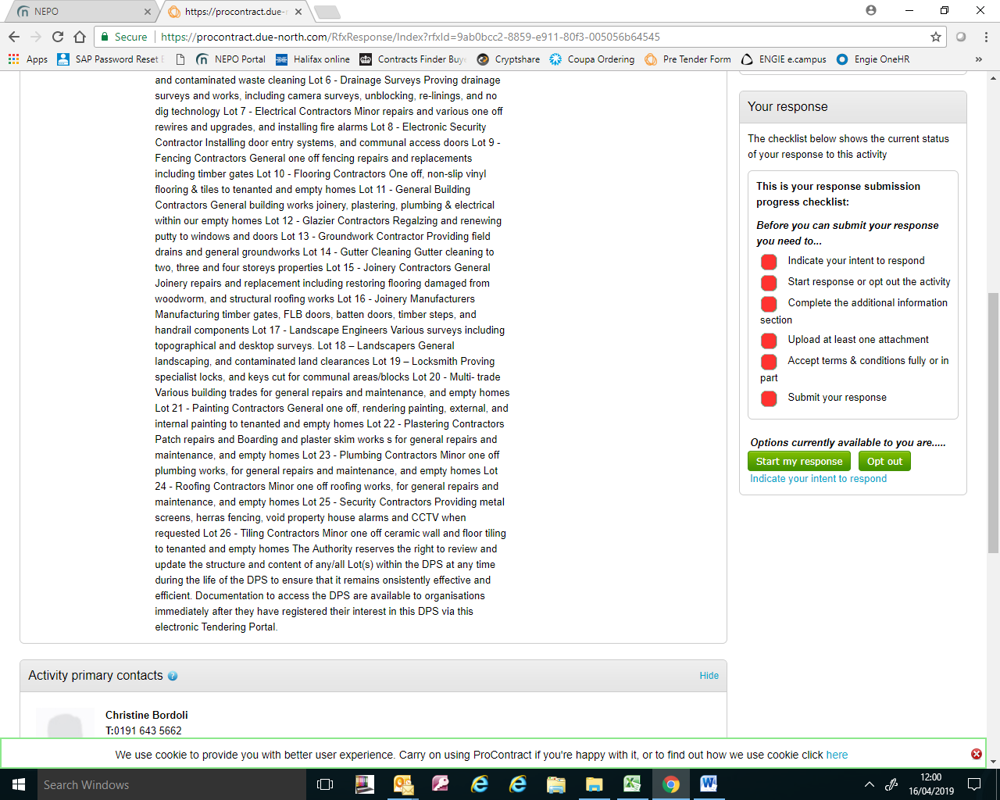 NEPO
https://procontract.due-n
Secure
https://procontract.due-north.com/RfxResponse/Index?rfxId=9ab0bcc2-8859-e911-80f3-005056b64545
Apps
SAP Password Reset E
NEPO Portal
Halifax online
Contracts Finder Buye
Cryptshare
Coupa Ordering
Pre Tender Form
ENGIE e.campus
Engie OneHR
»
and contaminated waste cleaning Lot 6 - Drainage Surveys Proving drainage
surveys and works, including camera surveys, unblocking, re-linings, and no
dig technology Lot 7 - Electrical Contractors Minor repairs and various one off
rewires and upgrades, and installing fire alarms Lot 8 - Electronic Security
Contractor Installing door entry systems, and communal access doors Lot 9 -
Fencing Contractors General one off fencing repairs and replacements
including timber gates Lot 10 - Flooring Contractors One off, non-slip vinyl
flooring & tiles to tenanted and empty homes Lot 11 - General Building
Contractors General building works joinery, plastering, plumbing & electrical
within our empty homes Lot 12 - Glazier Contractors Regalzing and renewing
putty to windows and doors Lot 13 - Groundwork Contractor Providing field
drains and general groundworks Lot 14 - Gutter Cleaning Gutter cleaning to
two, three and four storeys properties Lot 15 - Joinery Contractors General
Joinery repairs and replacement including restoring flooring damaged from
woodworm, and structural roofing works Lot 16 - Joinery Manufacturers
Manufacturing timber gates, FLB doors, batten doors, timber steps, and
handrail components Lot 17 - Landscape Engineers Various surveys including
topographical and desktop surveys. Lot 18 – Landscapers General
landscaping, and contaminated land clearances Lot 19 – Locksmith Proving
specialist locks, and keys cut for communal areas/blocks Lot 20 - Multi- trade
Various building trades for general repairs and maintenance, and empty homes
Lot 21 - Painting Contractors General one off, rendering painting, external, and
internal painting to tenanted and empty homes Lot 22 - Plastering Contractors
Patch repairs and Boarding and plaster skim works s for general repairs and
maintenance, and empty homes Lot 23 - Plumbing Contractors Minor one off
plumbing works, for general repairs and maintenance, and empty homes Lot
24 - Roofing Contractors Minor one off roofing works, for general repairs and
maintenance, and empty homes Lot 25 - Security Contractors Providing metal
screens, herras fencing, void property house alarms and CCTV when
requested Lot 26 - Tiling Contractors Minor one off ceramic wall and floor tiling
to tenanted and empty homes The Authority reserves the right to review and
update the structure and content of any/all Lot(s) within the DPS at any time
during the life of the DPS to ensure that it remains onsistently effective and
efficient. Documentation to access the DPS are available to organisations
immediately after they have registered their interest in this DPS via this
electronic Tendering Portal.
Your response
The checklist below shows the current status
of your response to this activity
This is your response submission
progress checklist:
Before you can submit your response
you need to...
Indicate your intent to respond
Start response or opt out the activity
Complete the additional information
section
Upload at least one attachment
Accept terms & conditions fully or in
part
Submit your response
Options currently available to you are.....
Start my response
Opt out
Indicate your intent to respond
Activity primary contacts
Hide
Christine Bordoli
T:0191 643 5662
We use cookie to provide you with better user experience. Carry on using ProContract if you're happy with it, or to find out how we use cookie click here
Search Windows
12:00
16/04/2019